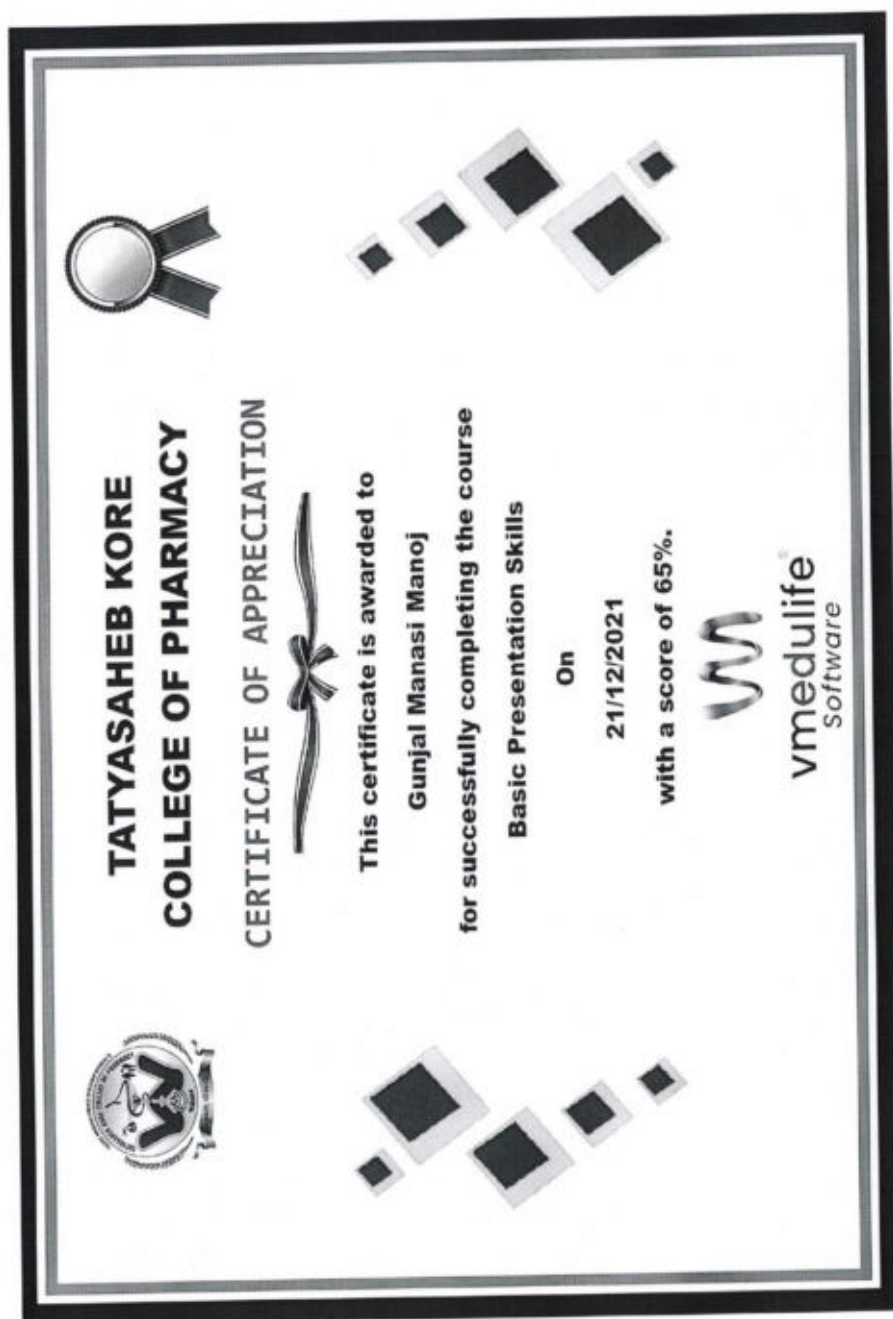 TATYASAHEB KORE
COLLEGE OF PHARMACY
CERTIFICATE OF APPRECIATION
This certificate is awarded to
Gunjal Manasi Manoj
for successfully completing the course
Basic Presentation Skills
On
21/12/2021
with a score of 65%.
vmedulife
Software